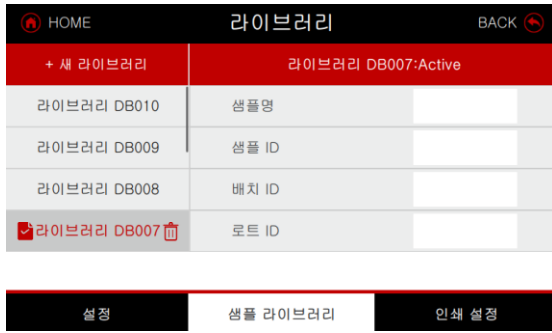 HOME 라이브러리 BACK
+ 새 라이브러리 라이브러리 DB007:Active
라이브러리 DB010 샘플명
라이브러리 DB009 샘플 ID
라이브러리 DB008 배치 ID
라이브러리 DB007 로트 ID
설정 샘플 라이브러리 인쇄 설정